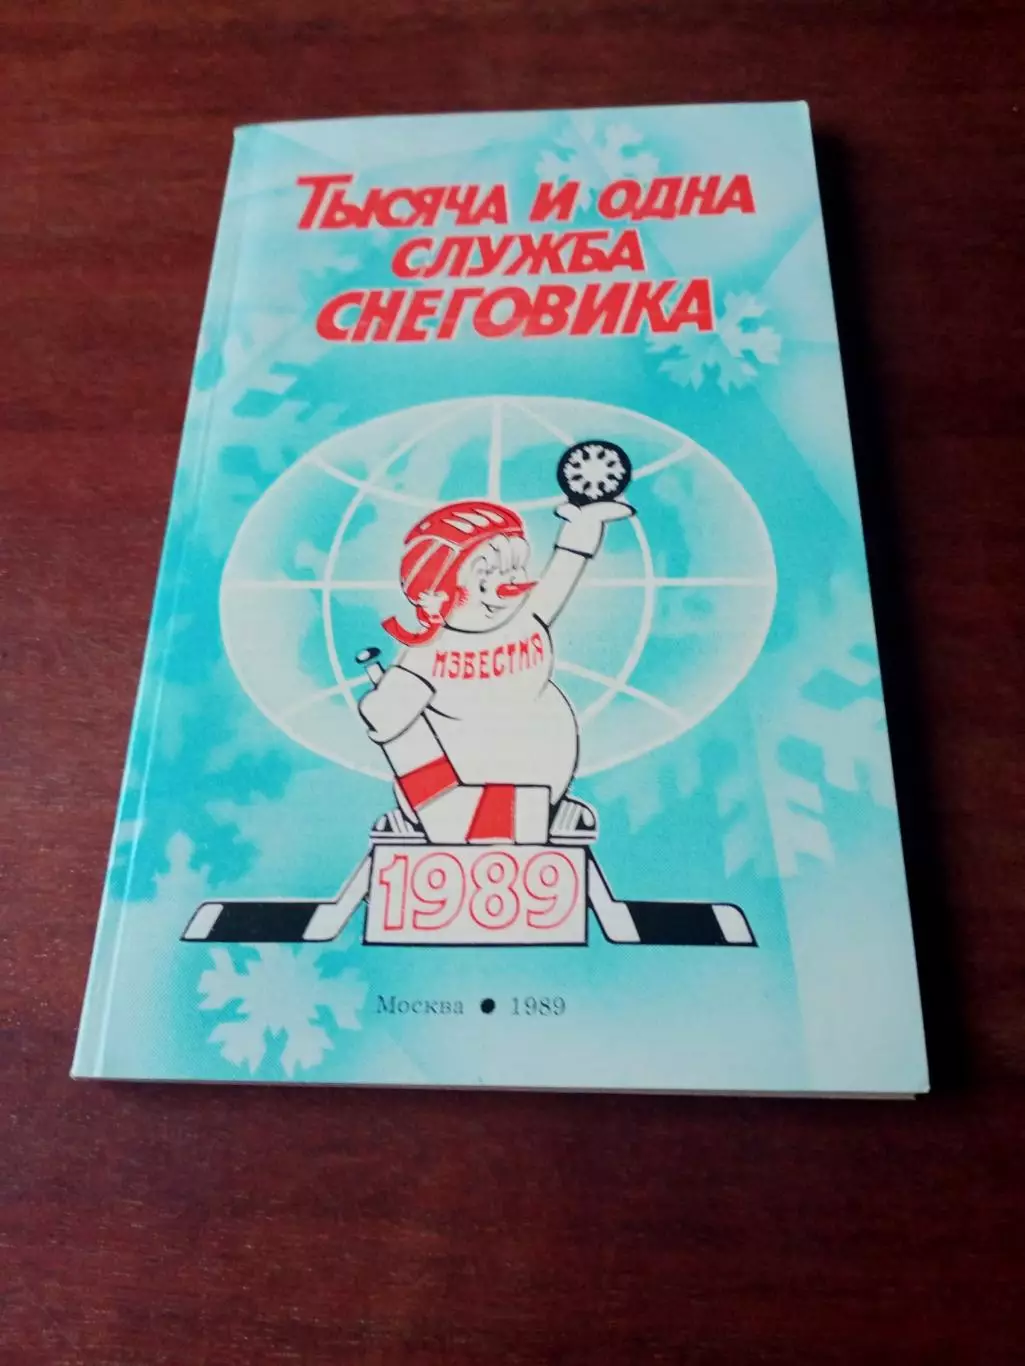 Тысяча и одна
служба
снеговика
ИЗВЕСТИЯ
1989
Москва • 1989